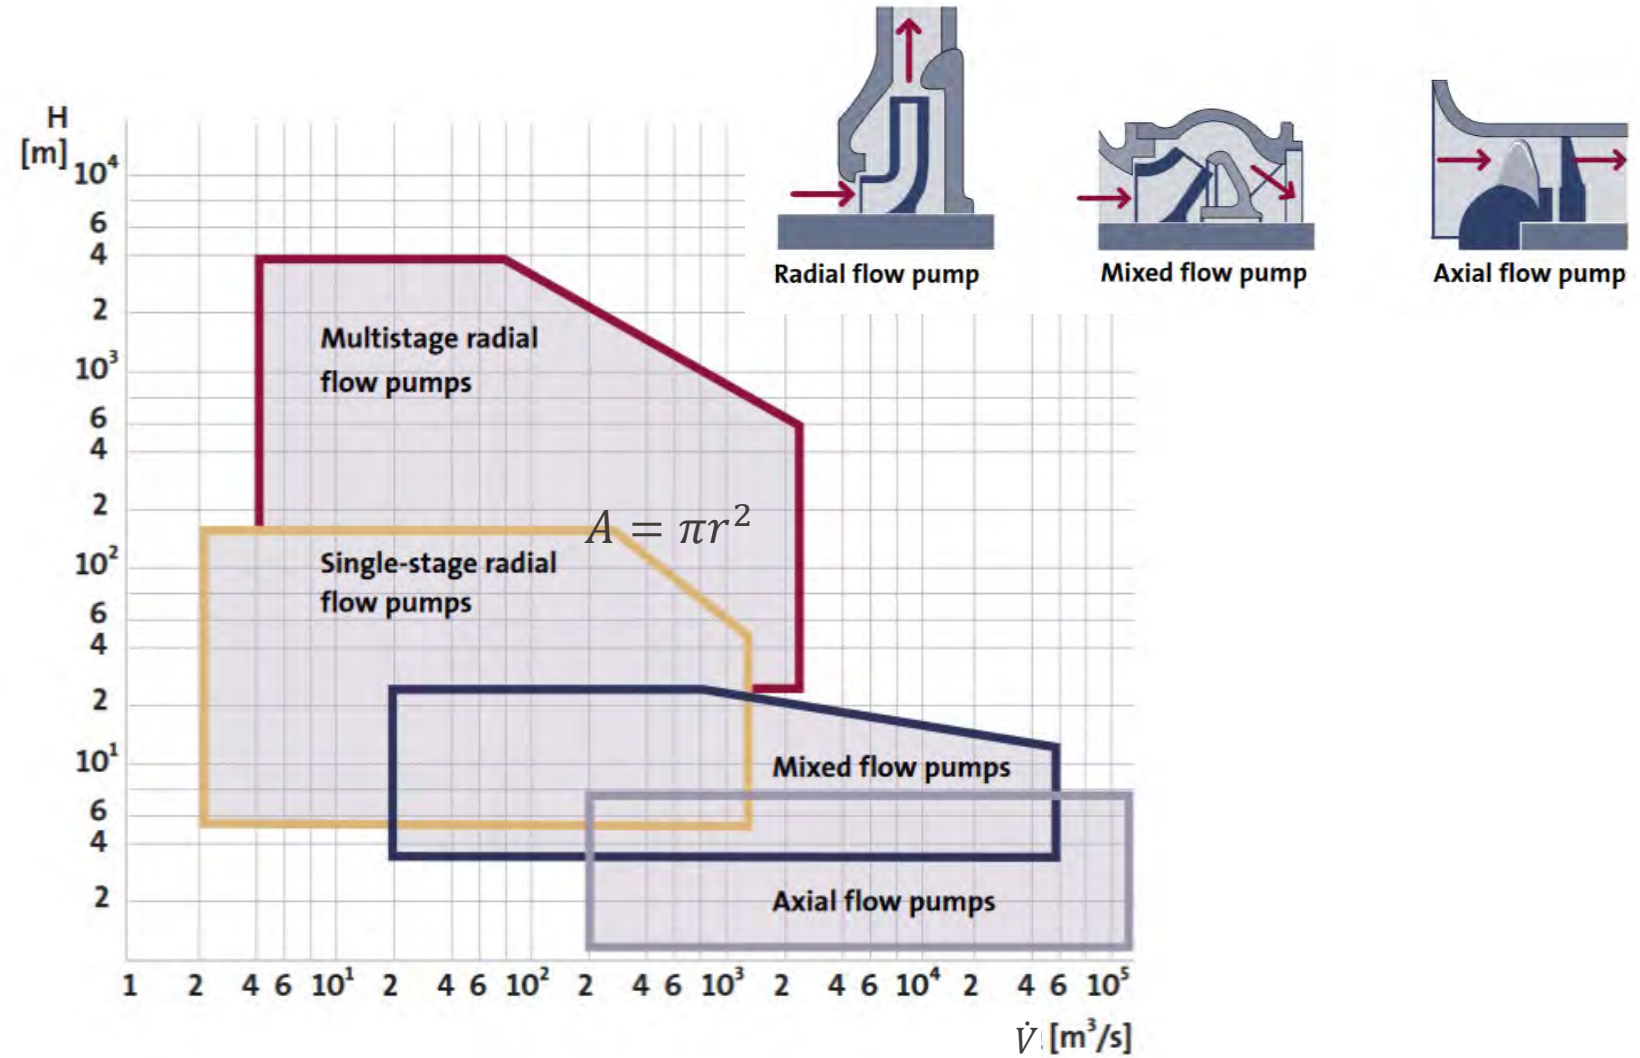 H
[m]
10⁴
6
4
2
10³
6
4
2
10²
6
4
2
10¹
6
4
2
Radial flow pump
Mixed flow pump
Axial flow pump
Multistage radial
flow pumps
A = πr²
Single-stage radial
flow pumps
Mixed flow pumps
Axial flow pumps
1 2 4 6 10¹ 2 4 6 10² 2 4 6 10³ 2 4 6 10⁴ 2 4 6 10⁵
V̇ [m³/s]